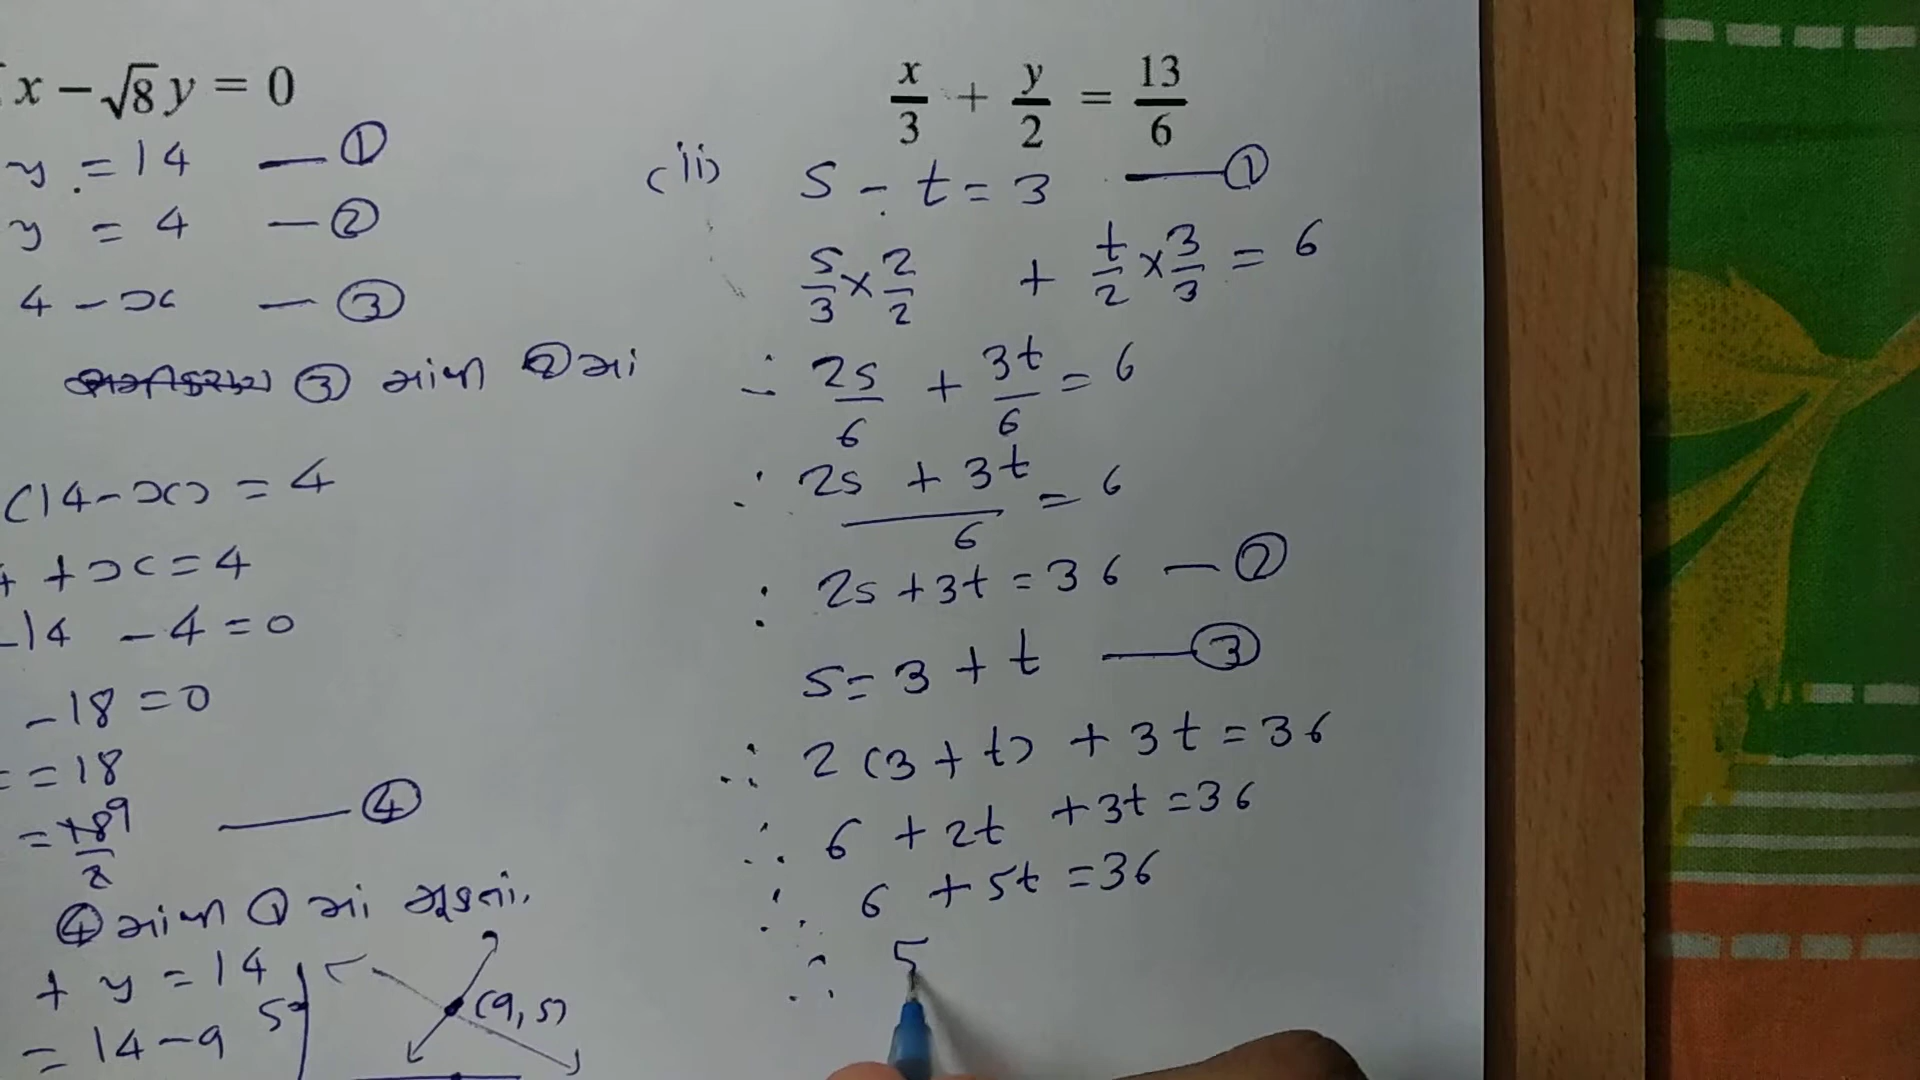 x − √8 y = 0
y = 14 — ①
y = 4 — ②
4 − x — ③
③ માંથી ② માં
(14 − x) = 4
+ x = 4
−14 − 4 = 0
− 18 = 0
= 18
= 18 9 / 2 — ④
④ માંથી ① માં મૂકતાં.
+ y = 14
= 14 − 9
5
(9, 5)
x/3 + y/2 = 13/6
(ii) s − t = 3 — ①
s/3 × 2/2 + t/2 × 3/3 = 6
∴ 2s/6 + 3t/6 = 6
∴ 2s + 3t / 6 = 6
∴ 2s + 3t = 36 — ②
s = 3 + t — ③
∴ 2 (3 + t) + 3t = 36
∴ 6 + 2t + 3t = 36
∴ 6 + 5t = 36
∴ 5